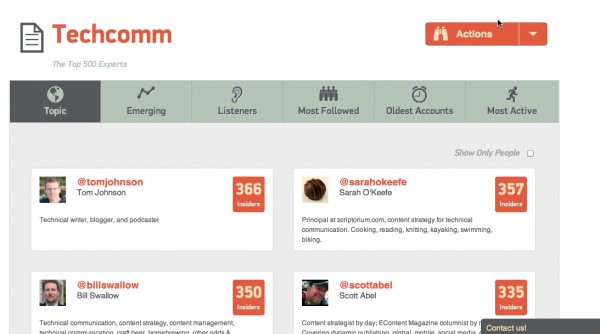 Techcomm
Actions
The Top 500 Experts
Topic
Emerging
Listeners
Most Followed
Oldest Accounts
Most Active
Show Only People
@tomjohnson
Tom Johnson
366
Insiders
Technical writer, blogger, and podcaster
@sarahokeefe
Sarah O'Keefe
357
Insiders
Principal at scriptorium.com, content strategy for technical
communication. Cooking, reading, knitting, kayaking, swimming,
biking.
@billswallow
Bill Swallow
350
Insiders
Technical communication, content strategy, content management,
technical communication, craft beer, homebrewing, other odds &
@scottabel
Scott Abel
335
Insiders
Content strategist by day; EContent Magazine columnist by
Covering dynamic publishing, global, mobile, social media,
Contact us!